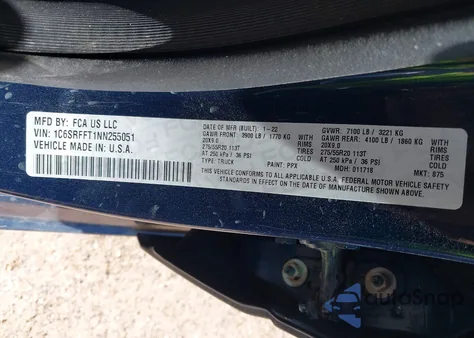 MFD BY: FCA US LLC
VIN: 1C6SRFFT1NN255051
VEHICLE MADE IN: U.S.A.
DATE OF MFR (BUILT): 1-22 GVWR: 7100 LB / 3221 KG
GAWR FRONT: 3900 LB / 1770 KG WITH GAWR REAR: 4100 LB / 1860 KG WITH
20X9.0 RIMS 20X9.0 RIMS
275/55R20 113T TIRES 275/55R20 113T TIRES
AT 250 KPA / 36 PSI COLD AT 250 KPA / 36 PSI COLD
TYPE: TRUCK PAINT: PPX MDH: 011718 MKT: 875
THIS VEHICLE CONFORMS TO ALL APPLICABLE U.S.A. FEDERAL MOTOR VEHICLE SAFETY
STANDARDS IN EFFECT ON THE DATE OF MANUFACTURE SHOWN ABOVE.
autoSnap